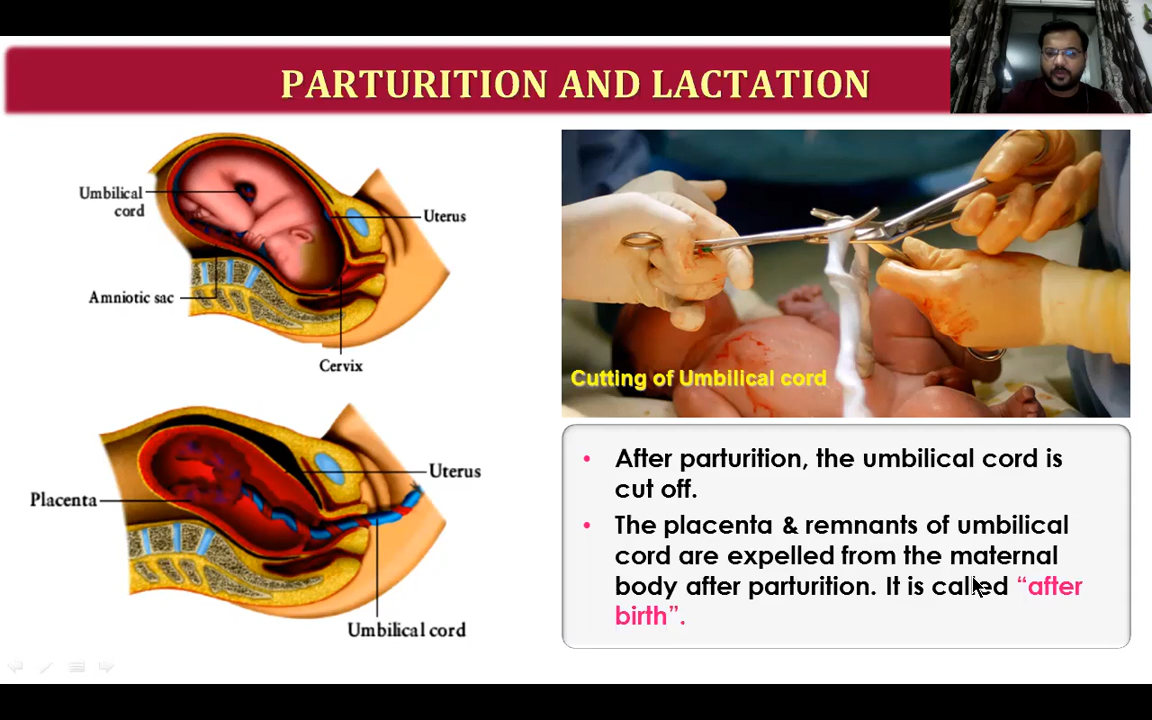 PARTURITION AND LACTATION
Umbilical
cord
Uterus
Amniotic sac
Cervix
Uterus
Placenta
Umbilical cord
Cutting of Umbilical cord
• After parturition, the umbilical cord is
cut off.
• The placenta & remnants of umbilical
cord are expelled from the maternal
body after parturition. It is called “after
birth”.